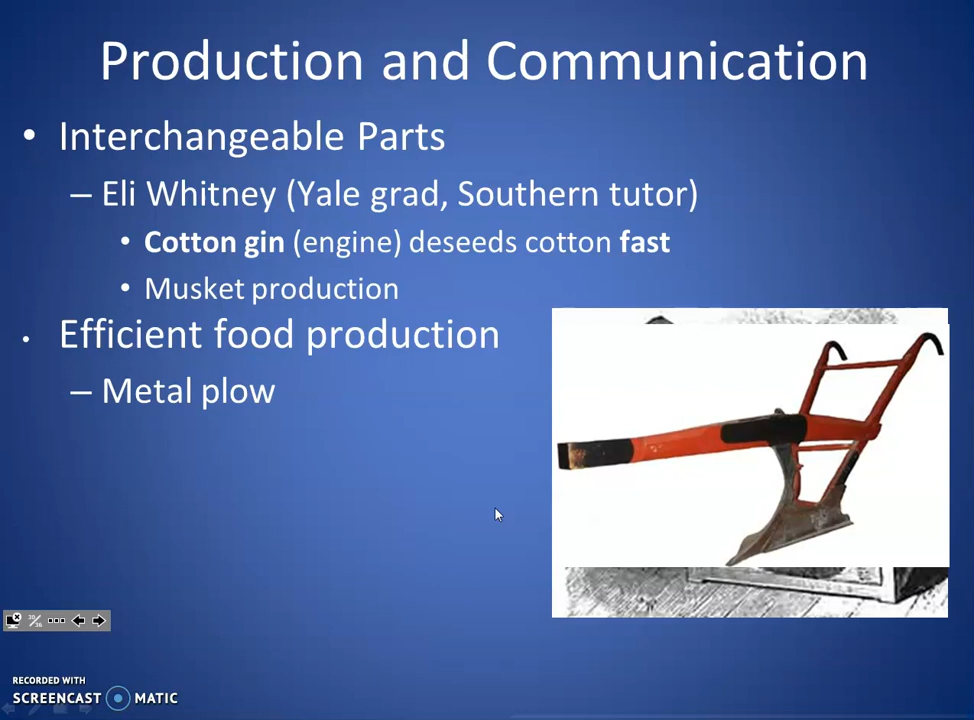 Production and Communication
• Interchangeable Parts
– Eli Whitney (Yale grad, Southern tutor)
• Cotton gin (engine) deseeds cotton fast
• Musket production
• Efficient food production
– Metal plow
RECORDED WITH
SCREENCAST MATIC